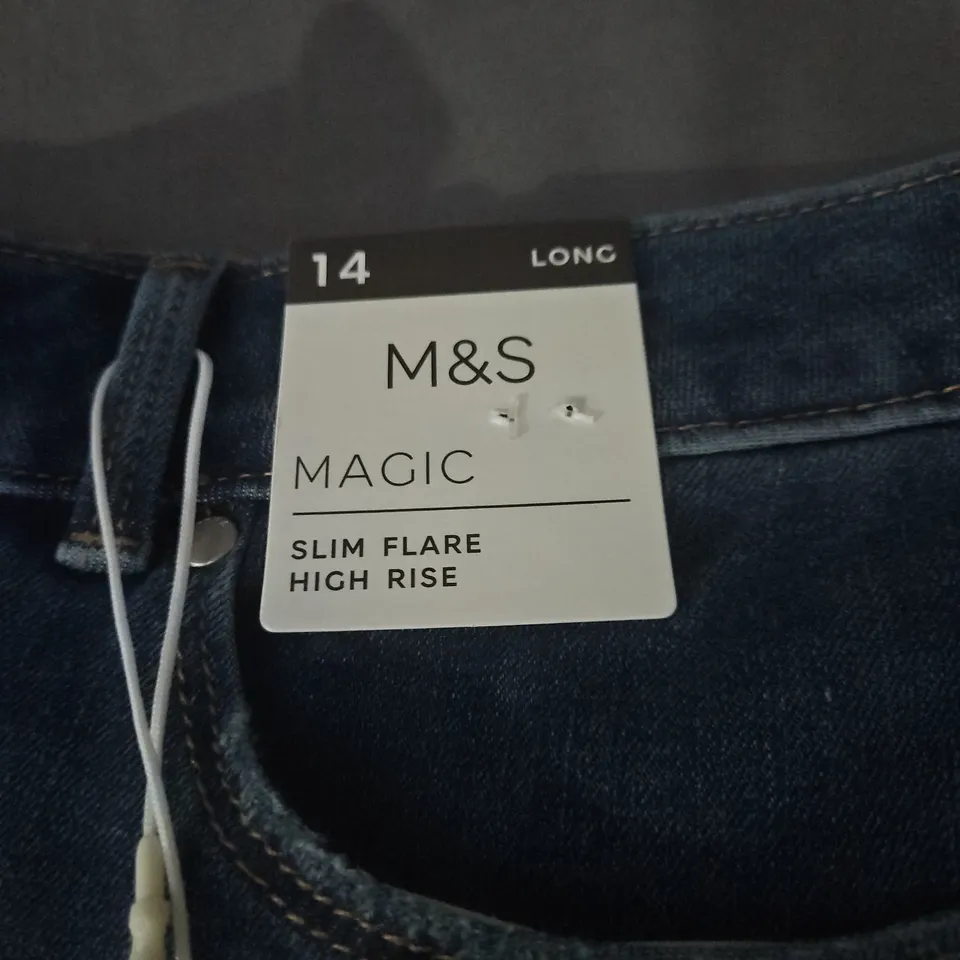 14 LONG
M&S
MAGIC
SLIM FLARE
HIGH RISE